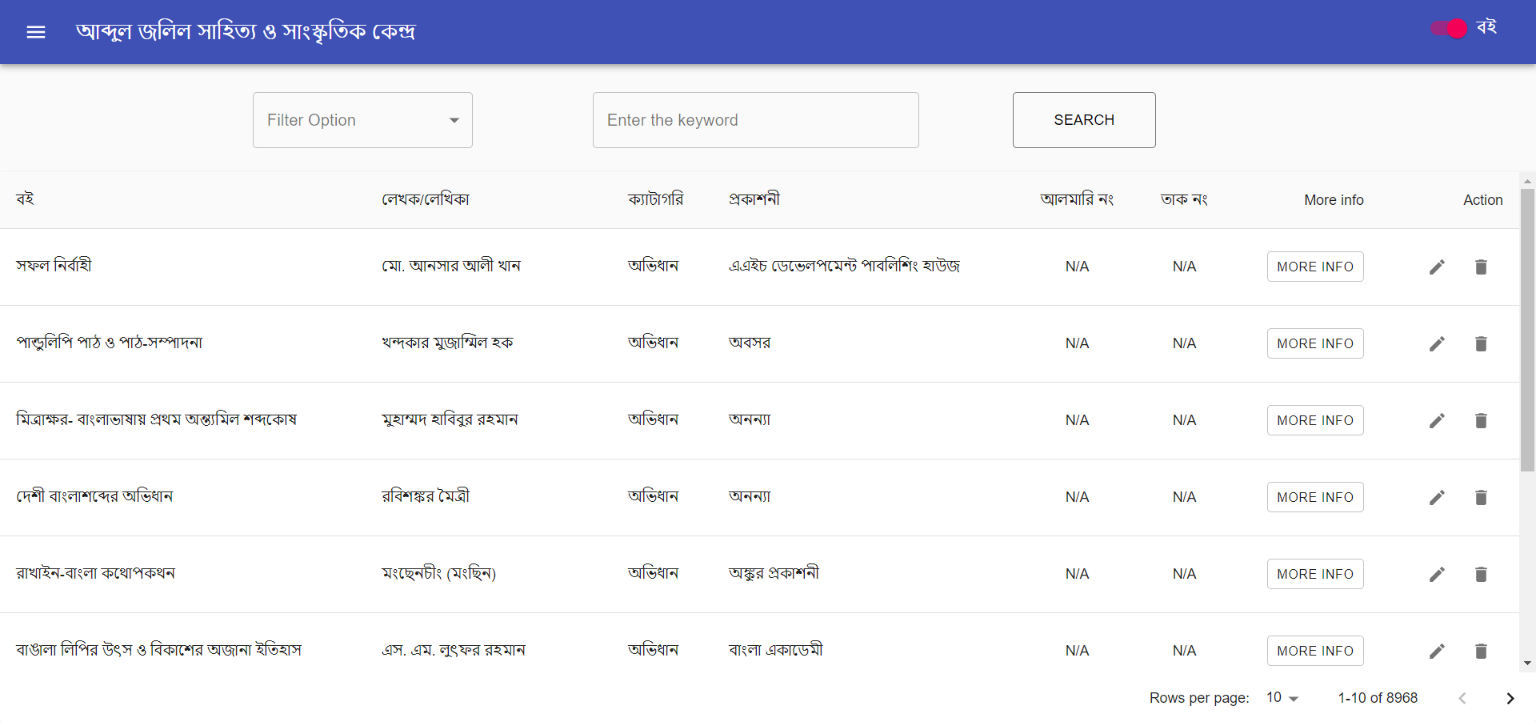 আব্দুল জলিল সাহিত্য ও সাংস্কৃতিক কেন্দ্র বই
Filter Option Enter the keyword SEARCH
বই লেখক/লেখিকা ক্যাটাগরি প্রকাশনী আলমারি নং তাক নং More info Action
সফল নির্বাহী মো. আনসার আলী খান অভিধান এএইচ ডেভেলপমেন্ট পাবলিশিং হাউজ N/A N/A MORE INFO
পান্ডুলিপি পাঠ ও পাঠ-সম্পাদনা খন্দকার মুজাম্মিল হক অভিধান অবসর N/A N/A MORE INFO
মিত্রাক্ষর- বাংলাভাষায় প্রথম অন্ত্যমিল শব্দকোষ মুহাম্মদ হাবিবুর রহমান অভিধান অনন্যা N/A N/A MORE INFO
দেশী বাংলাশব্দের অভিধান রবিশঙ্কর মৈত্রী অভিধান অনন্যা N/A N/A MORE INFO
রাখাইন-বাংলা কথোপকথন মংছেনচীং (মংছিন) অভিধান অঙ্কুর প্রকাশনী N/A N/A MORE INFO
বাঙালা লিপির উৎস ও বিকাশের অজানা ইতিহাস এস. এম. লুৎফর রহমান অভিধান বাংলা একাডেমী N/A N/A MORE INFO
Rows per page: 10 1-10 of 8968